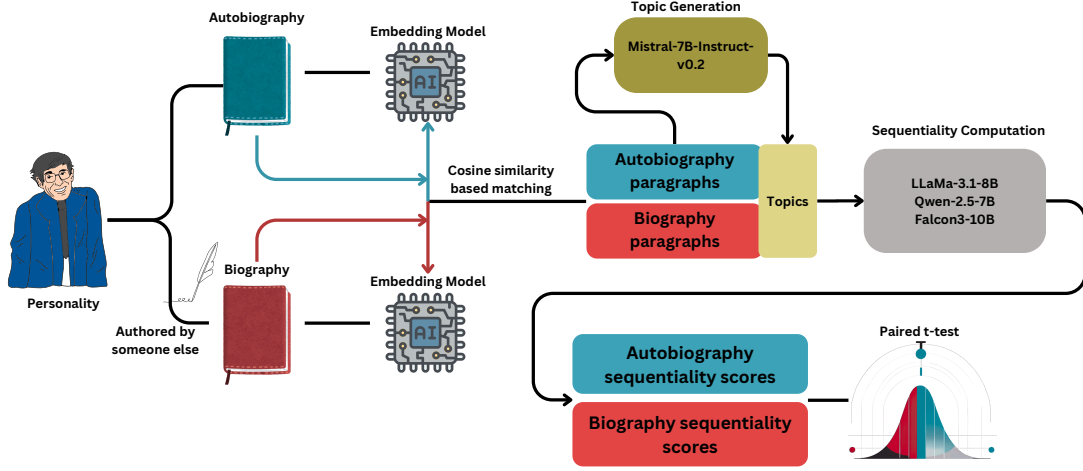 Autobiography
Embedding Model
AI
Personality
Authored by
someone else
Biography
Embedding Model
AI
Cosine similarity
based matching
Topic Generation
Mistral-7B-Instruct-
v0.2
Autobiography
paragraphs
Biography
paragraphs
Topics
Sequentiality Computation
LLaMa-3.1-8B
Qwen-2.5-7B
Falcon3-10B
Autobiography
sequentiality scores
Biography sequentiality
scores
Paired t-test